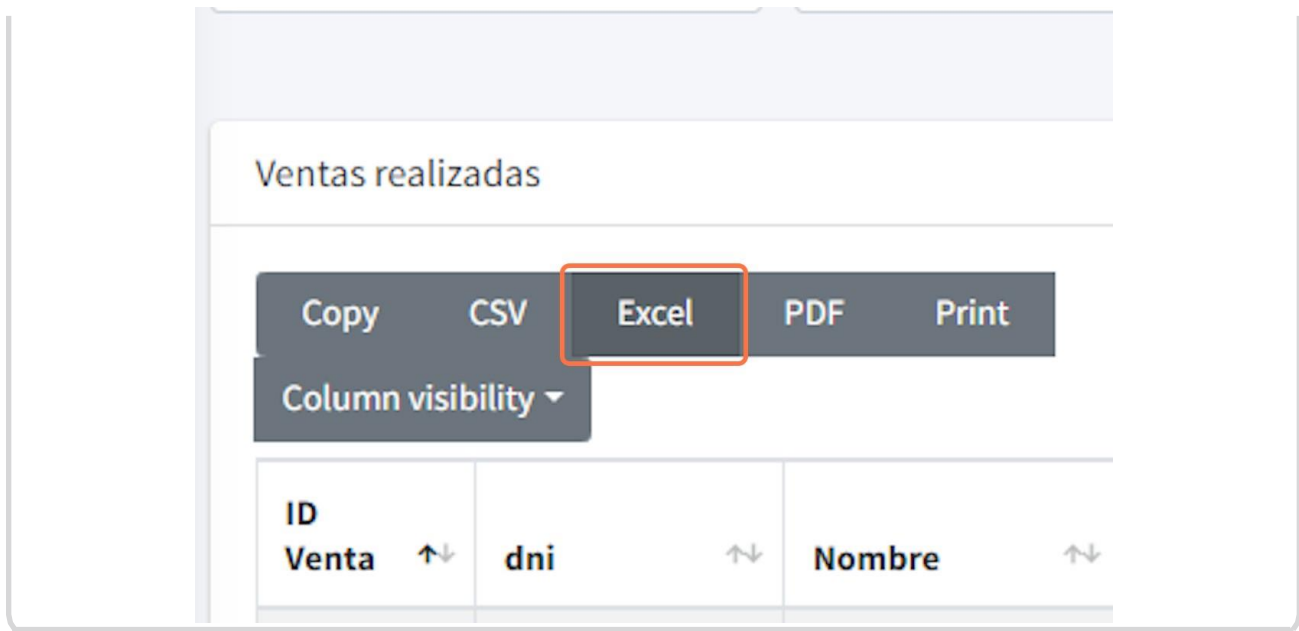 Ventas realizadas
Copy CSV Excel PDF Print
Column visibility
ID
Venta dni Nombre